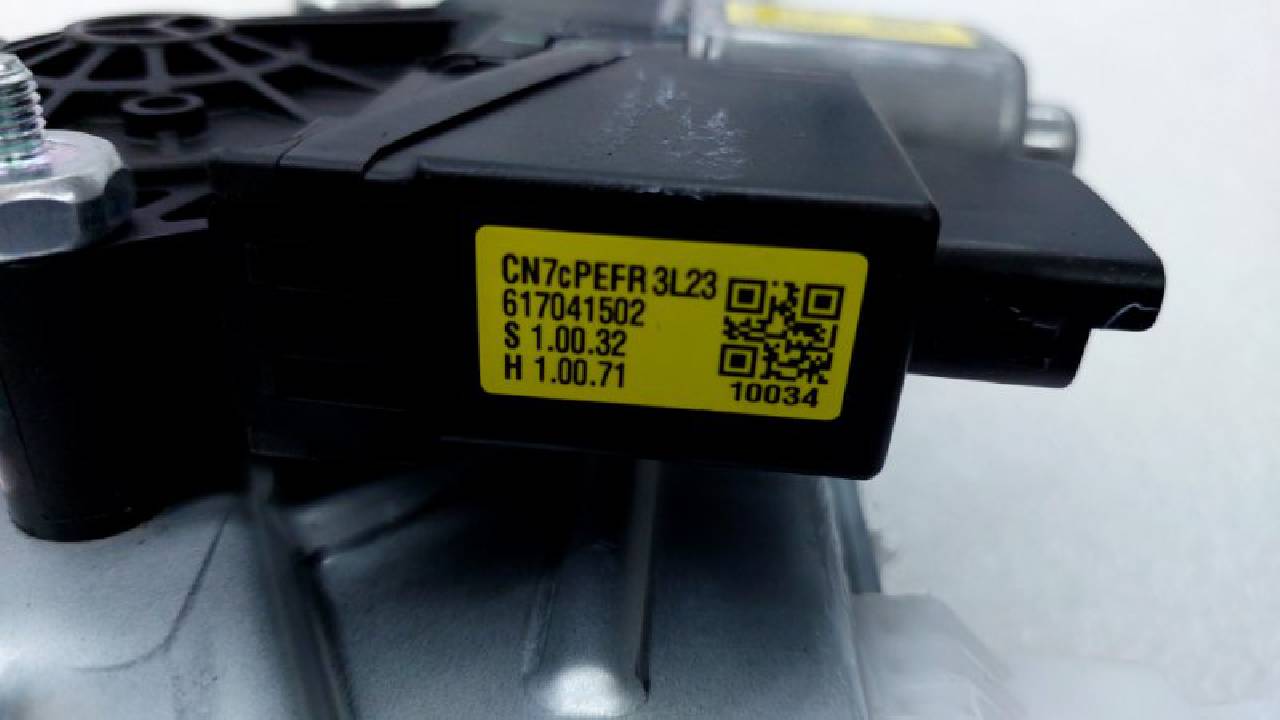 CN7cPEFR 3L23
617041502
S 1.00.32
H 1.00.71
10034